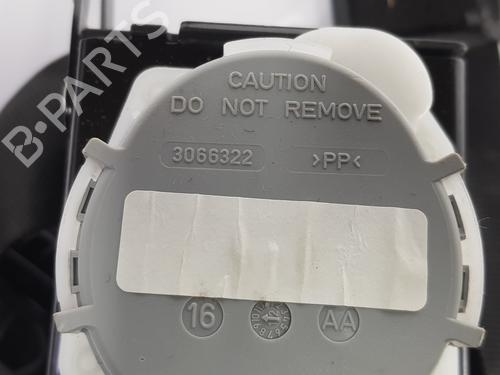 B-PARTS
CAUTION
DO NOT REMOVE
3066322 >PP<
16 AA